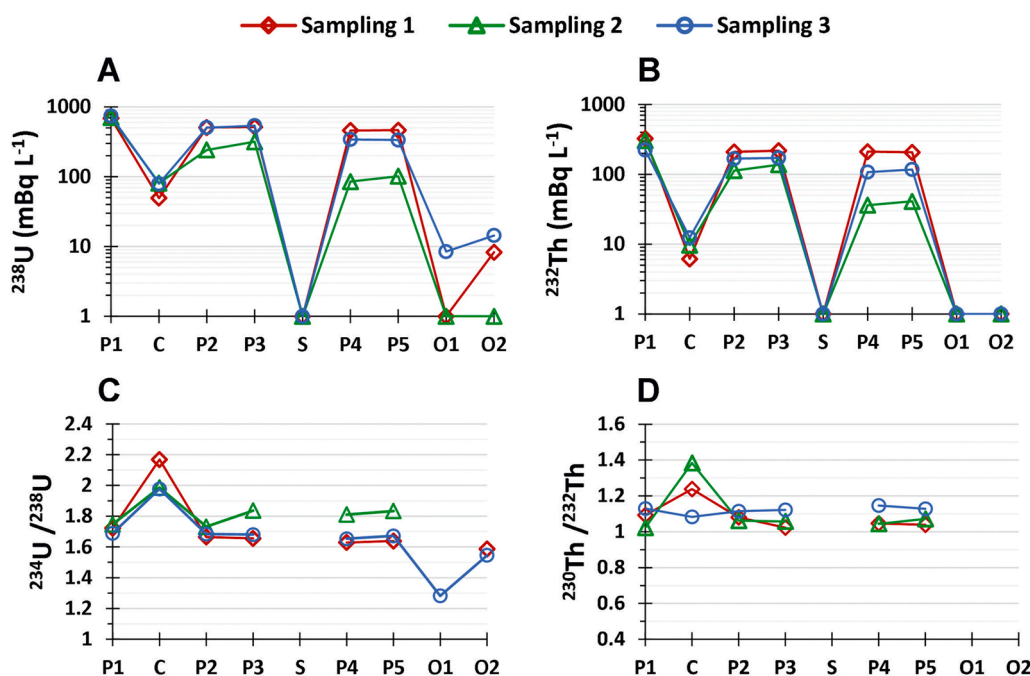 Sampling 1 Sampling 2 Sampling 3
A
²³⁸U (mBq L⁻¹)
1000
100
10
1
P1 C P2 P3 S P4 P5 O1 O2
B
²³²Th (mBq L⁻¹)
1000
100
10
1
P1 C P2 P3 S P4 P5 O1 O2
C
²³⁴U /²³⁸U
2.4
2.2
2
1.8
1.6
1.4
1.2
1
P1 C P2 P3 S P4 P5 O1 O2
D
²³⁰Th /²³²Th
1.6
1.4
1.2
1
0.8
0.6
0.4
P1 C P2 P3 S P4 P5 O1 O2